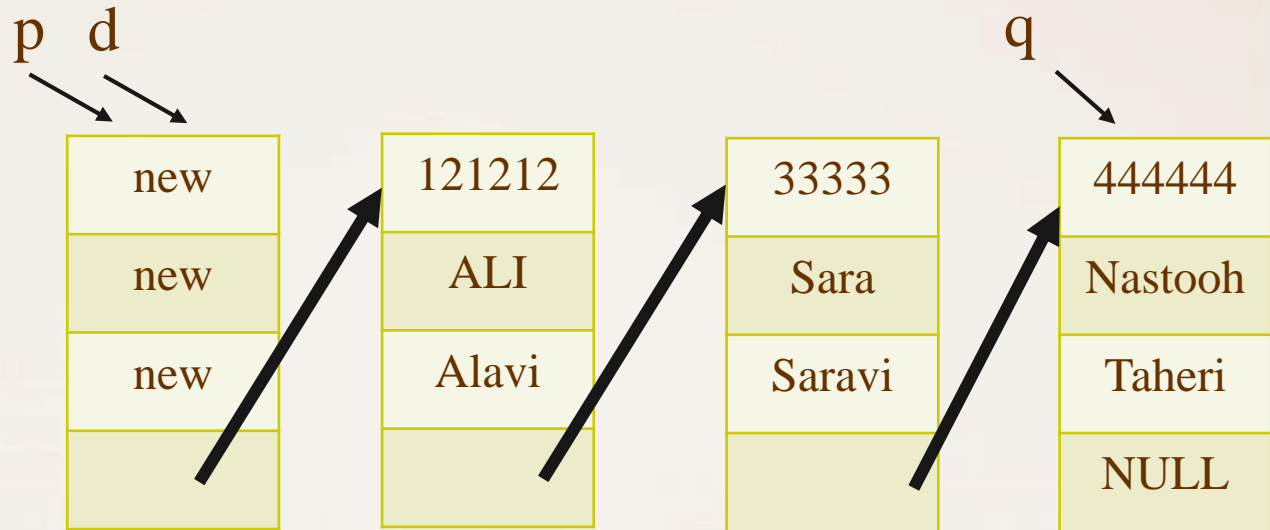 p d
q
new
new
new
121212
ALI
Alavi
33333
Sara
Saravi
444444
Nastooh
Taheri
NULL